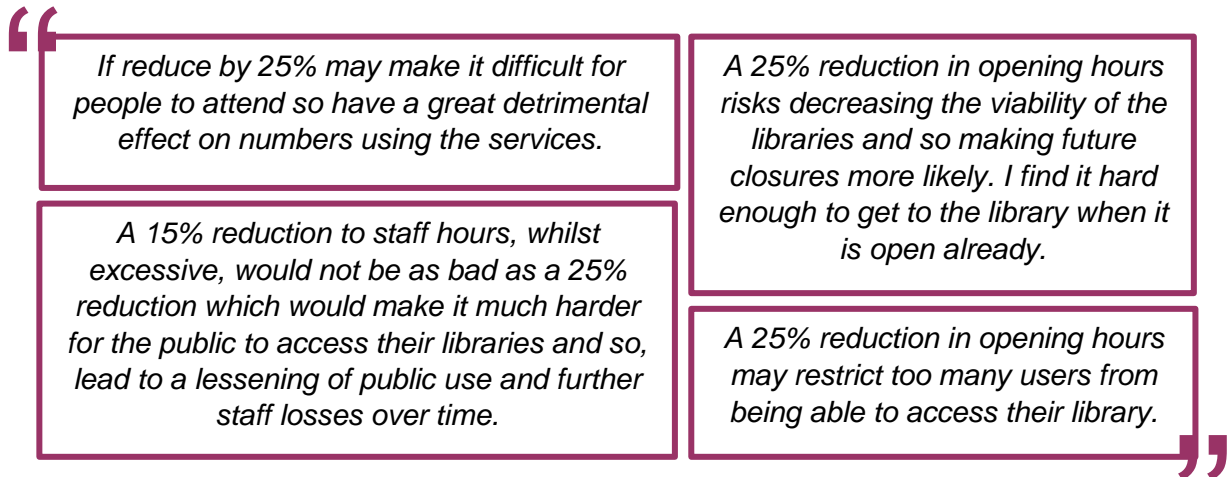 “
If reduce by 25% may make it difficult for
people to attend so have a great detrimental
effect on numbers using the services.
A 15% reduction to staff hours, whilst
excessive, would not be as bad as a 25%
reduction which would make it much harder
for the public to access their libraries and so,
lead to a lessening of public use and further
staff losses over time.
A 25% reduction in opening hours
risks decreasing the viability of the
libraries and so making future
closures more likely. I find it hard
enough to get to the library when it
is open already.
A 25% reduction in opening hours
may restrict too many users from
being able to access their library.
”